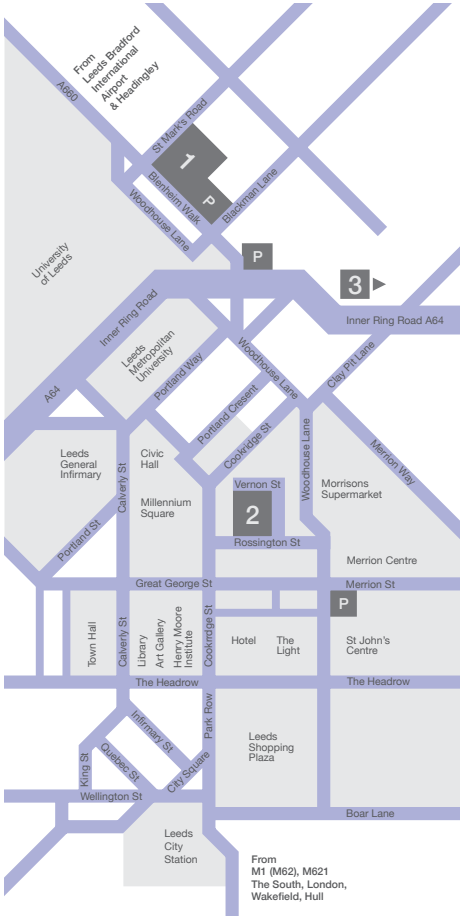 From
Leeds Bradford
International
Airport
& Headingley
A660
St Mark's Road
1
P
Blenheim Walk
Woodhouse Lane
Blackman Lane
University
of Leeds
P
3
Inner Ring Road
Inner Ring Road A64
Leeds
Metropolitan
University
Portland Way
Woodhouse Lane
Clay Pit Lane
A64
Portland Cresent
Cookridge St
Woodhouse Lane
Merrion Way
Leeds
General
Infirmary
Calverly St
Civic
Hall
Vernon St
Morrisons
Supermarket
Millennium
Square
2
Portland St
Rossington St
Merrion Centre
Great George St
Merrion St
P
Town Hall
Calverly St
Library
Art Gallery
Henry Moore
Institute
Cookrridge St
Hotel
The
Light
St John's
Centre
The Headrow
The Headrow
Park Row
Infirmary St
Leeds
Shopping
Plaza
King St
Quebec St
City Square
Wellington St
Boar Lane
Leeds
City
Station
From
M1 (M62), M621
The South, London,
Wakefield, Hull